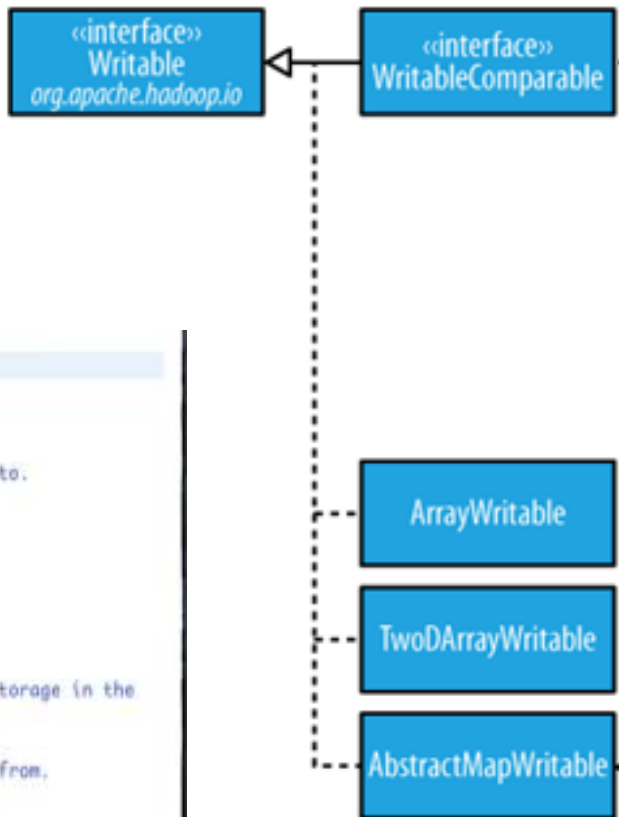 «interface»
Writable
org.apache.hadoop.io
«interface»
WritableComparable
to.
ArrayWritable
TwoDArrayWritable
torage in the
from.
AbstractMapWritable